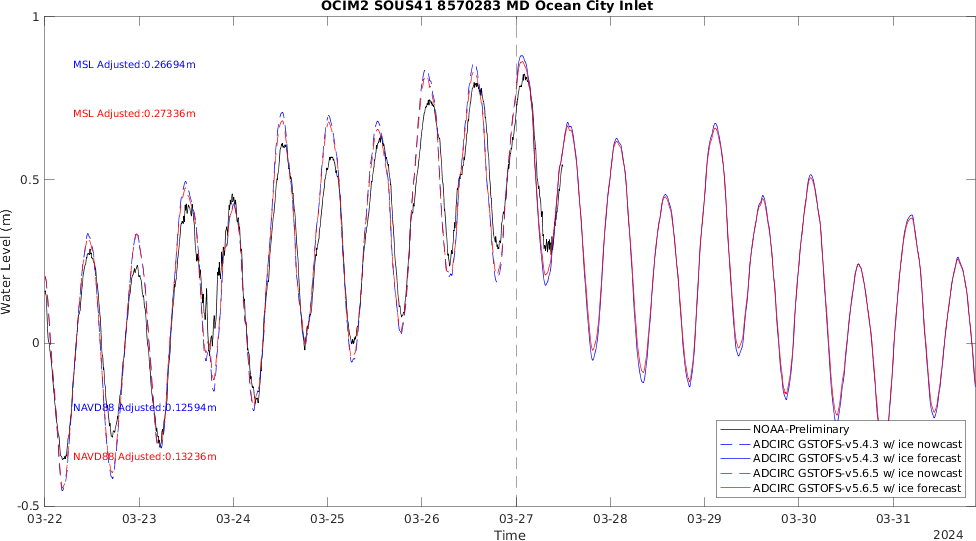 OCIM2 SOUS41 8570283 MD Ocean City Inlet
1
MSL Adjusted:0.26694m
MSL Adjusted:0.27336m
0.5
Water Level (m)
0
NAVD88 Adjusted:0.12594m
NAVD88 Adjusted:0.13236m
-0.5
NOAA-Preliminary
ADCIRC GSTOFS-v5.4.3 w/ ice nowcast
ADCIRC GSTOFS-v5.4.3 w/ ice forecast
ADCIRC GSTOFS-v5.6.5 w/ ice nowcast
ADCIRC GSTOFS-v5.6.5 w/ ice forecast
03-22 03-23 03-24 03-25 03-26 03-27 03-28 03-29 03-30 03-31
Time
2024